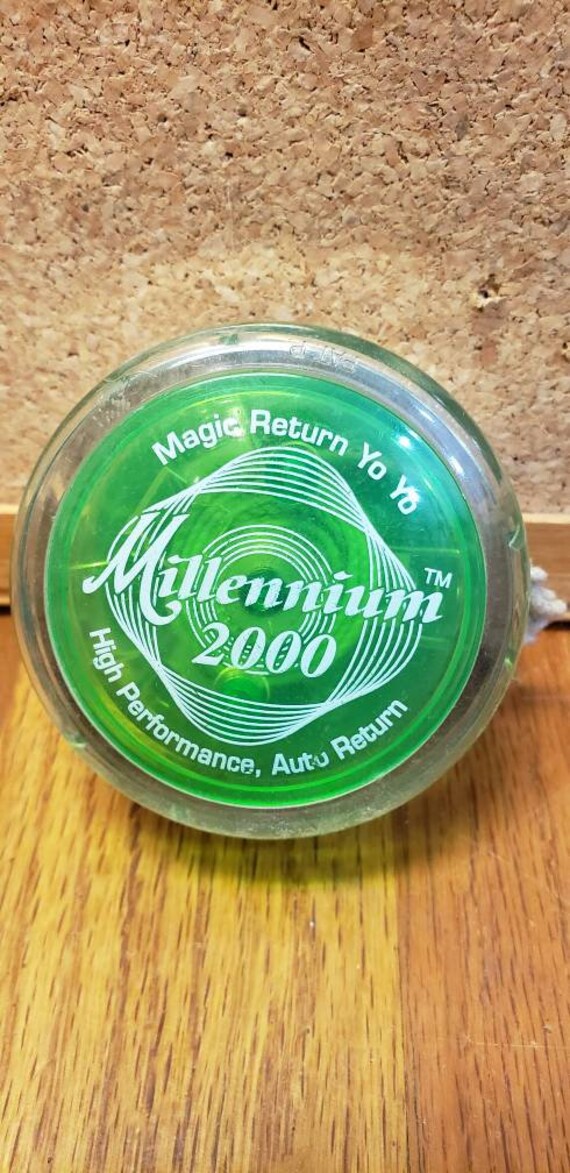 Magic Return Yo Yo
Millennium™
2000
High Performance, Auto Return